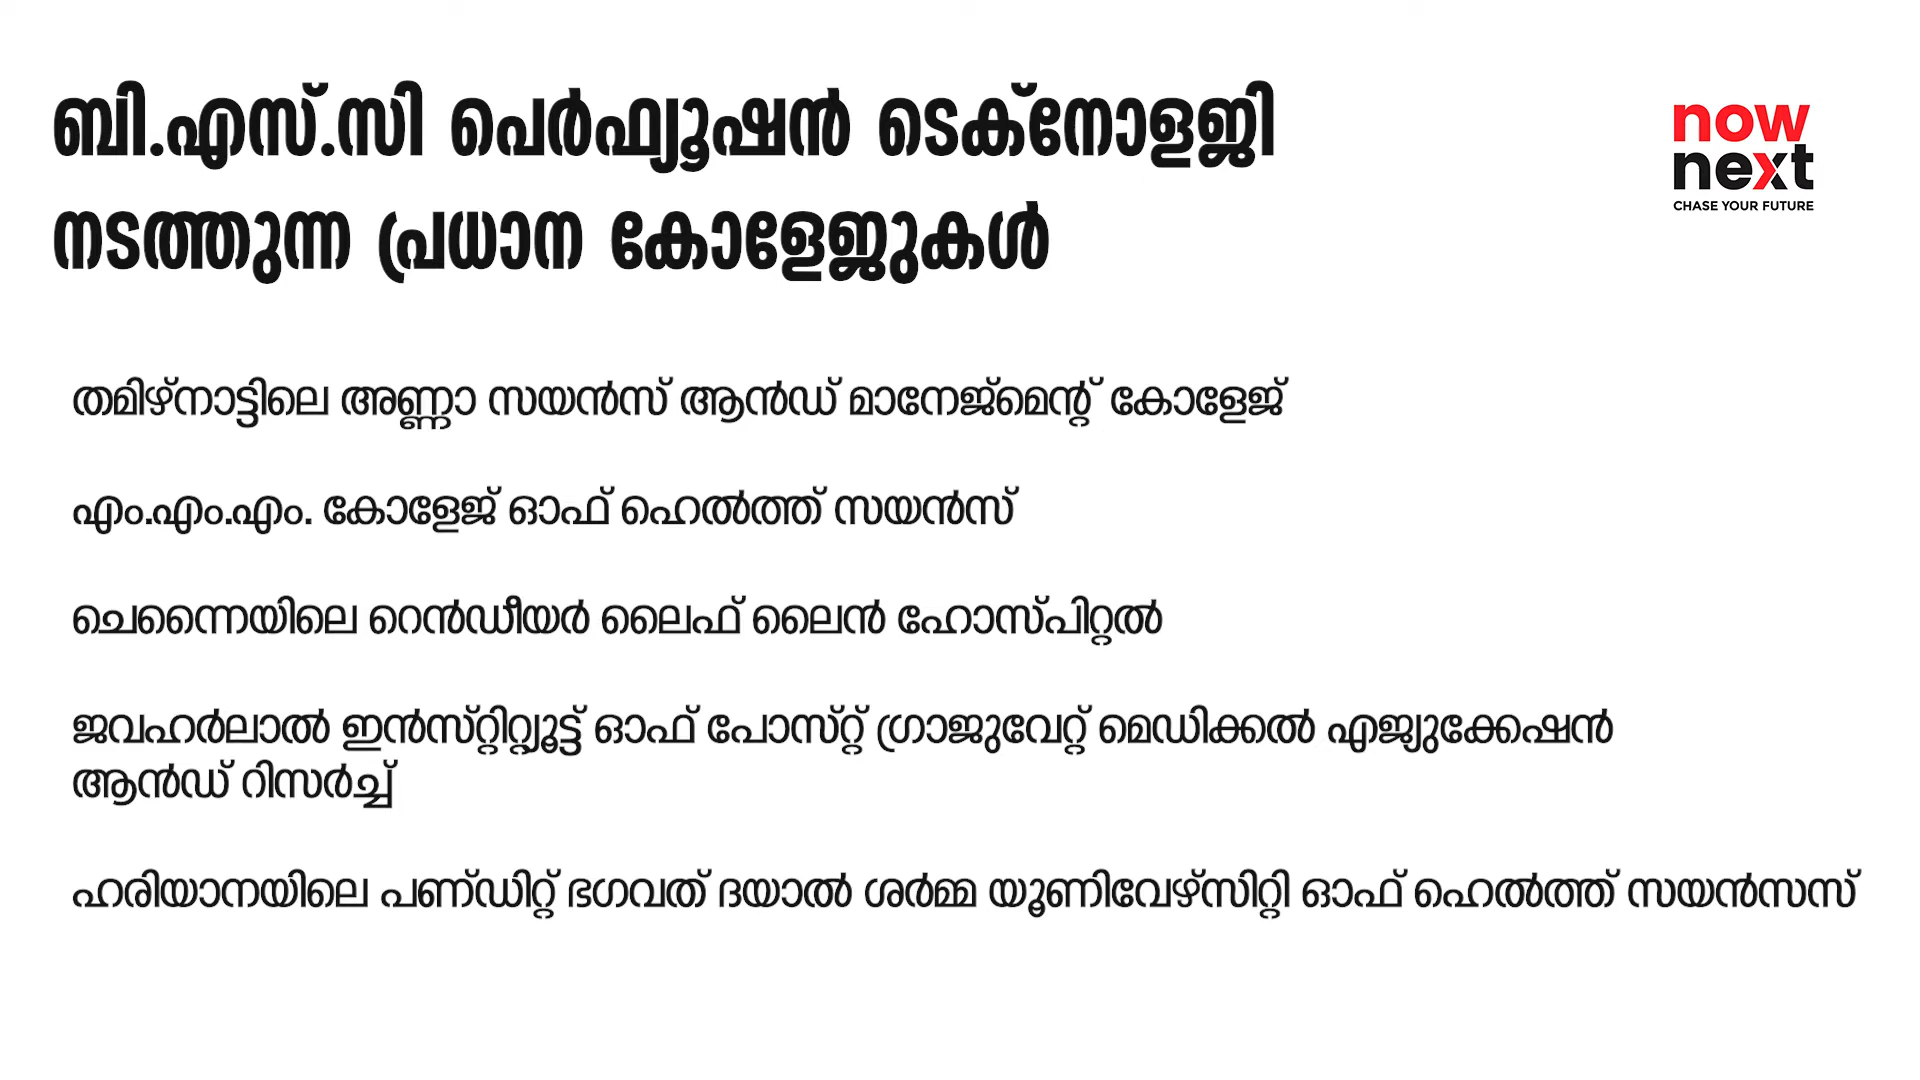 ബി.എസ്.സി പെർഫ്യൂഷൻ ടെക്നോളജി
നടത്തുന്ന പ്രധാന കോളേജുകൾ
now
next
CHASE YOUR FUTURE
തമിഴ്നാട്ടിലെ അണ്ണാ സയൻസ് ആൻഡ് മാനേജ്മെന്റ് കോളേജ്
എം.എം.എം. കോളേജ് ഓഫ് ഹെൽത്ത് സയൻസ്
ചെന്നൈയിലെ റെൻഡീയർ ലൈഫ് ലൈൻ ഹോസ്പിറ്റൽ
ജവഹർലാൽ ഇൻസ്റ്റിറ്റ്യൂട്ട് ഓഫ് പോസ്റ്റ് ഗ്രാജുവേറ്റ് മെഡിക്കൽ എജ്യുക്കേഷൻ
ആൻഡ് റിസർച്ച്
ഹരിയാനയിലെ പണ്ഡിറ്റ് ഭഗവത് ദയാൽ ശർമ്മ യൂണിവേഴ്സിറ്റി ഓഫ് ഹെൽത്ത് സയൻസസ്